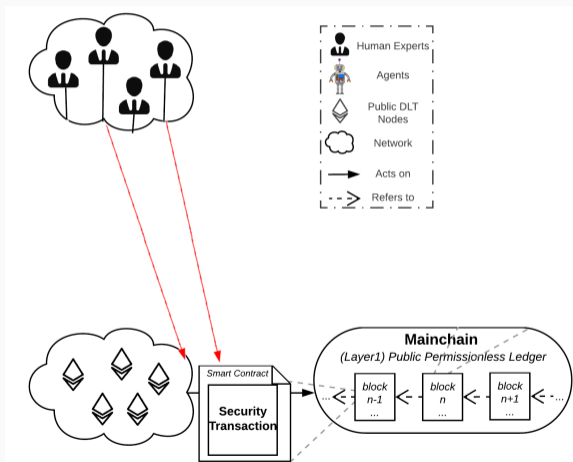 Human Experts
Agents
Public DLT
Nodes
Network
Acts on
Refers to
Mainchain
(Layer1) Public Permissionless Ledger
Smart Contract
Security
Transaction
...
block
n-1
...
block
n
...
block
n+1
...
...